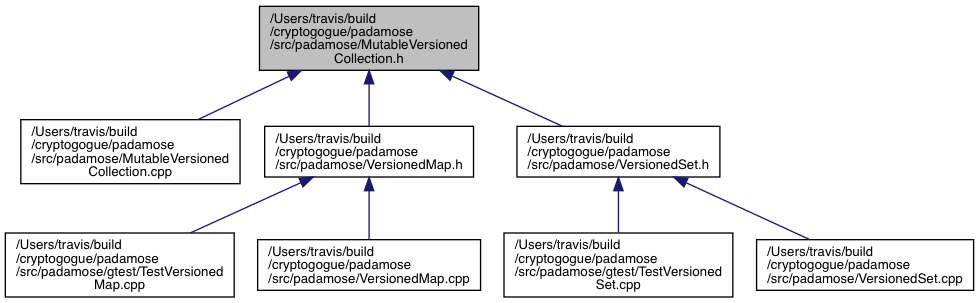 /Users/travis/build
/cryptogogue/padamose
/src/padamose/MutableVersioned
Collection.h
/Users/travis/build
/cryptogogue/padamose
/src/padamose/MutableVersioned
Collection.cpp
/Users/travis/build
/cryptogogue/padamose
/src/padamose/VersionedMap.h
/Users/travis/build
/cryptogogue/padamose
/src/padamose/VersionedSet.h
/Users/travis/build
/cryptogogue/padamose
/src/padamose/gtest/TestVersioned
Map.cpp
/Users/travis/build
/cryptogogue/padamose
/src/padamose/VersionedMap.cpp
/Users/travis/build
/cryptogogue/padamose
/src/padamose/gtest/TestVersioned
Set.cpp
/Users/travis/build
/cryptogogue/padamose
/src/padamose/VersionedSet.cpp